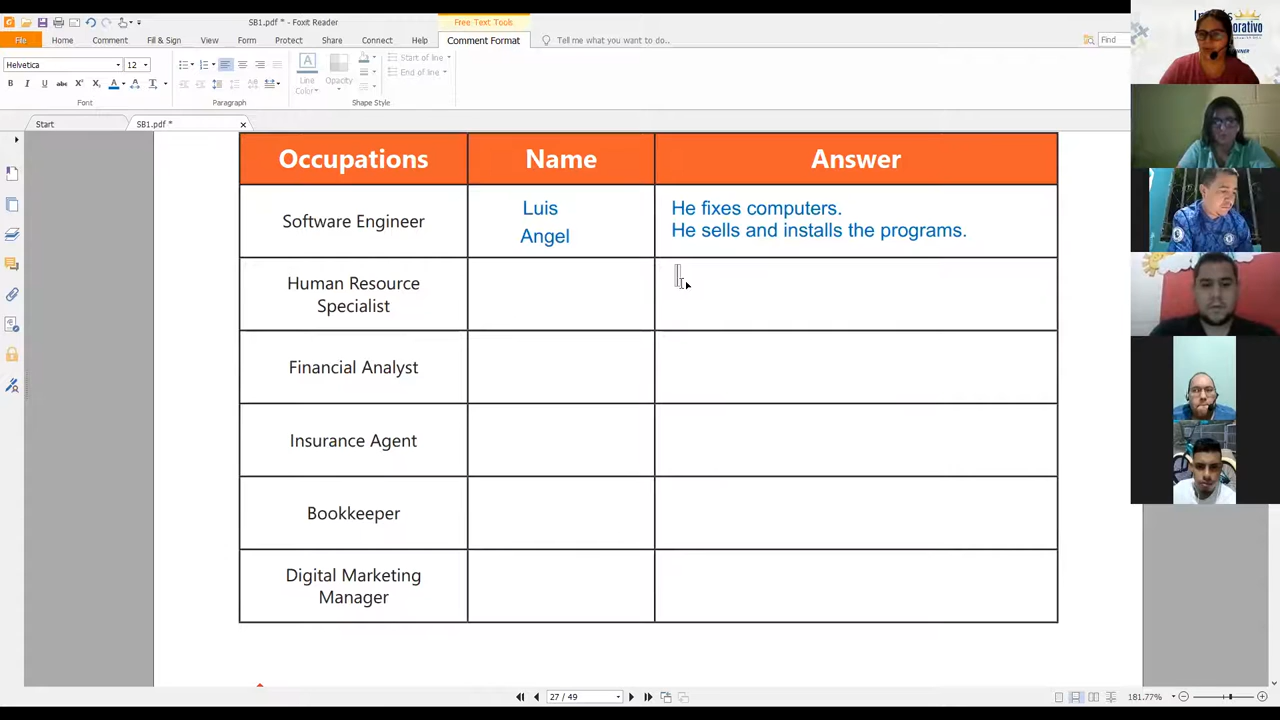 SB1.pdf * - Foxit Reader
Free Text Tools
File Home Comment Fill & Sign View Form Protect Share Connect Help Comment Format Tell me what you want to do.. Find
Helvetica 12
Line Color
Opacity
Start of line
End of line
Font Paragraph Shape Style
Start SB1.pdf *
Occupations Name Answer
Software Engineer
Luis
Angel
He fixes computers.
He sells and installs the programs.
Human Resource
Specialist
Financial Analyst
Insurance Agent
Bookkeeper
Digital Marketing
Manager
27 / 49
181.77%